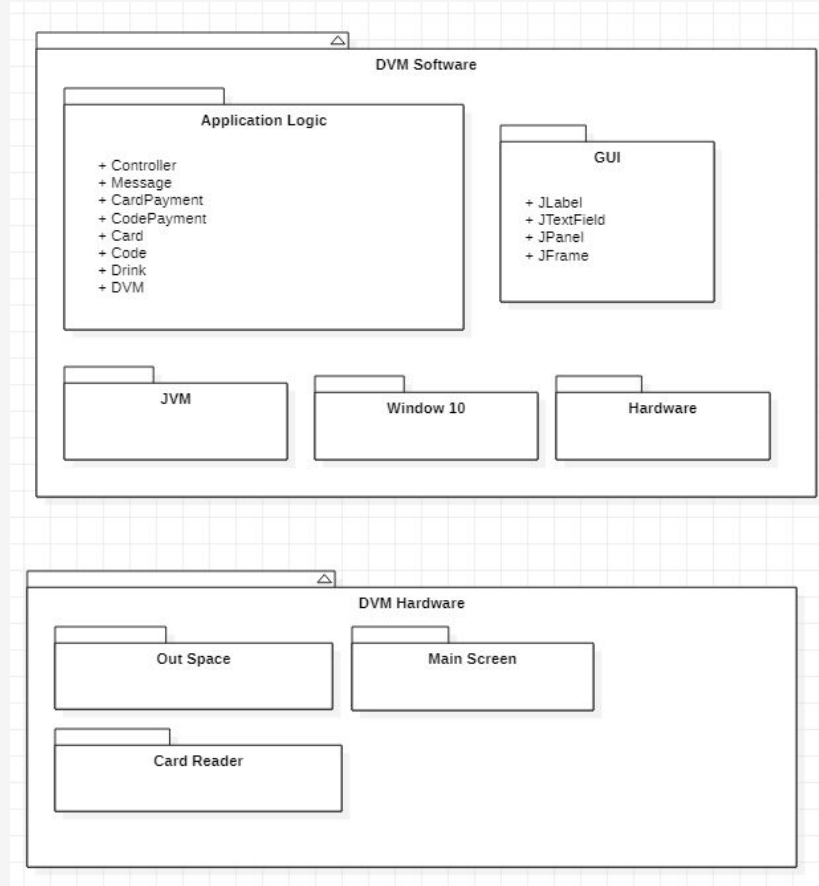 DVM Software
Application Logic
+ Controller
+ Message
+ CardPayment
+ CodePayment
+ Card
+ Code
+ Drink
+ DVM
GUI
+ JLabel
+ JTextField
+ JPanel
+ JFrame
JVM
Window 10
Hardware
DVM Hardware
Out Space
Main Screen
Card Reader